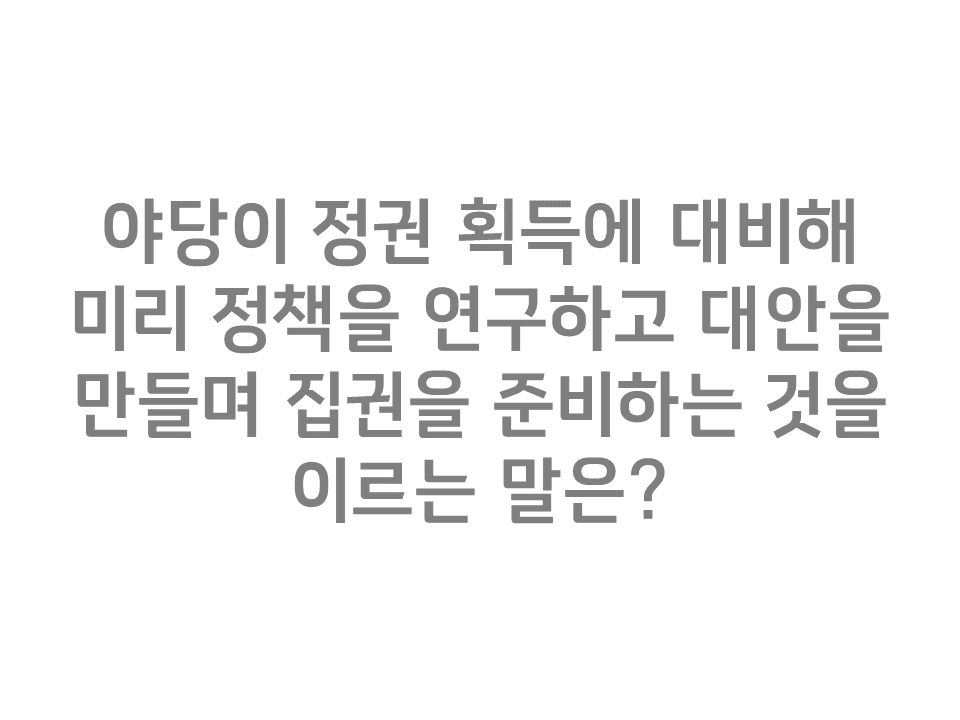 야당이 정권 획득에 대비해
미리 정책을 연구하고 대안을
만들며 집권을 준비하는 것을
이르는 말은?